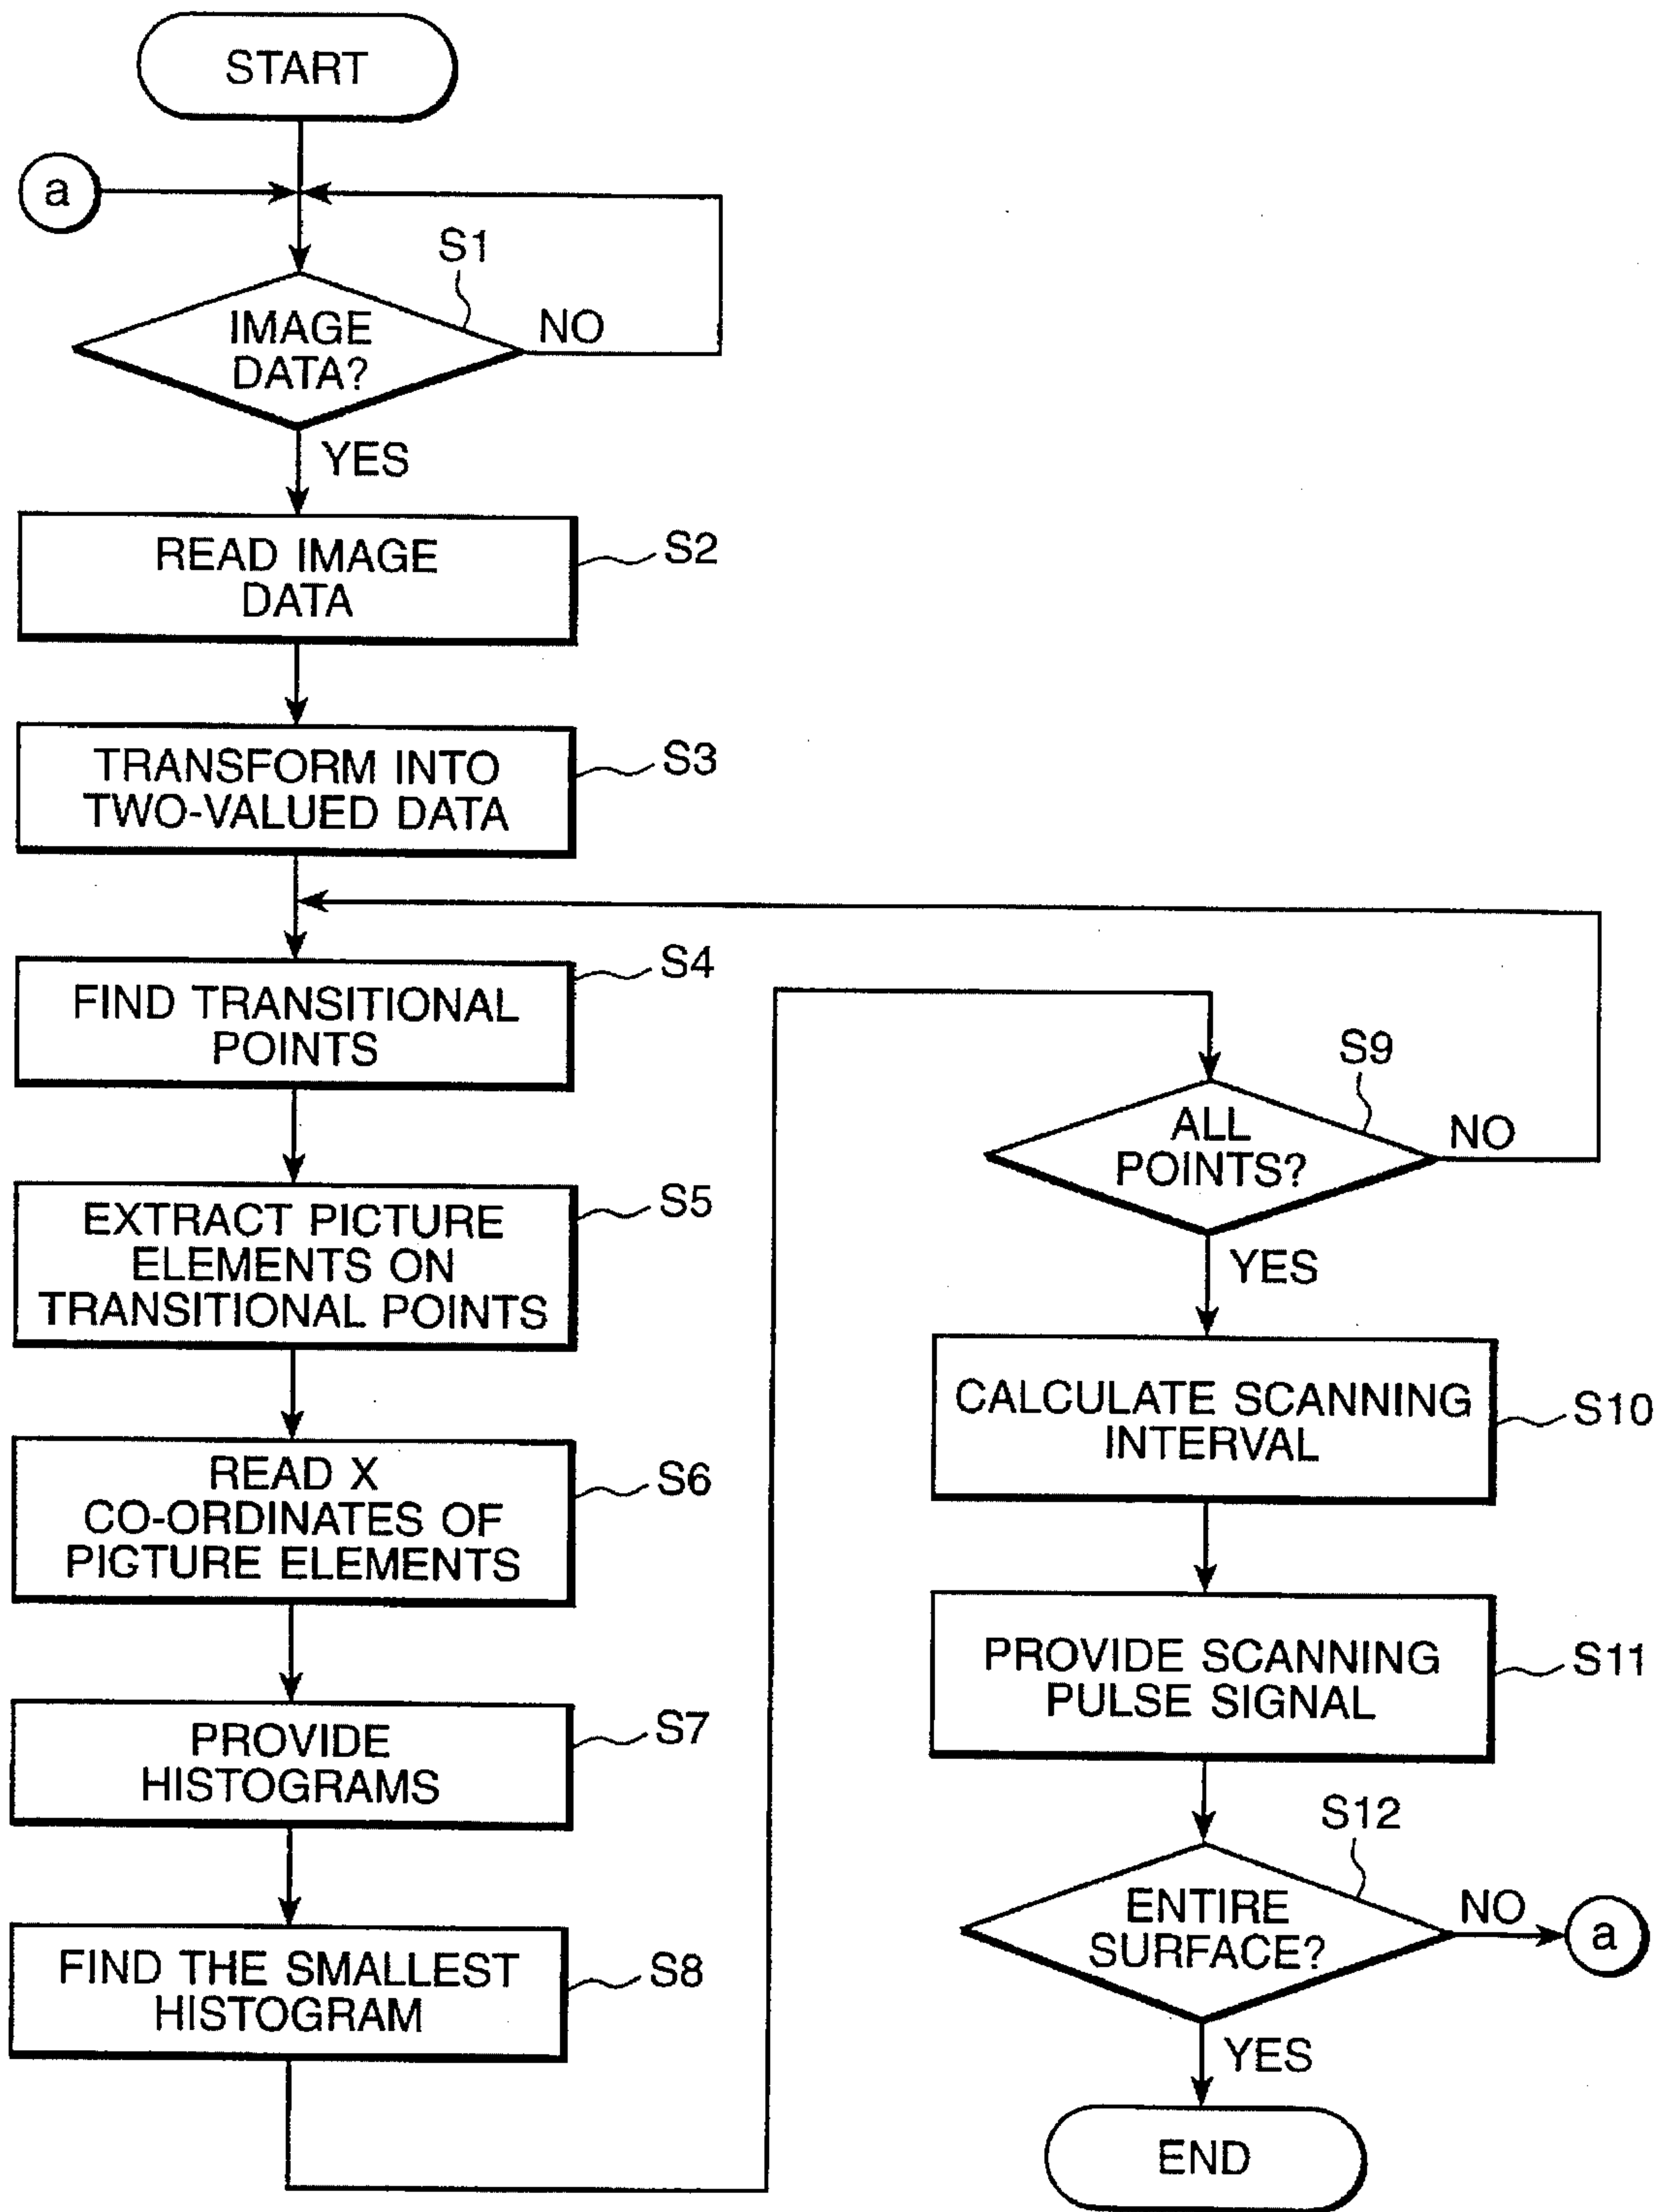 START
a
S1
IMAGE
DATA?
NO
YES
READ IMAGE
DATA
S2
TRANSFORM INTO
TWO-VALUED DATA
S3
FIND TRANSITIONAL
POINTS
S4
EXTRACT PICTURE
ELEMENTS ON
TRANSITIONAL POINTS
S5
READ X
CO-ORDINATES OF
PIGTURE ELEMENTS
S6
PROVIDE
HISTOGRAMS
S7
FIND THE SMALLEST
HISTOGRAM
S8
S9
ALL
POINTS?
NO
YES
CALCULATE SCANNING
INTERVAL
S10
PROVIDE SCANNING
PULSE SIGNAL
S11
S12
ENTIRE
SURFACE?
NO
a
YES
END